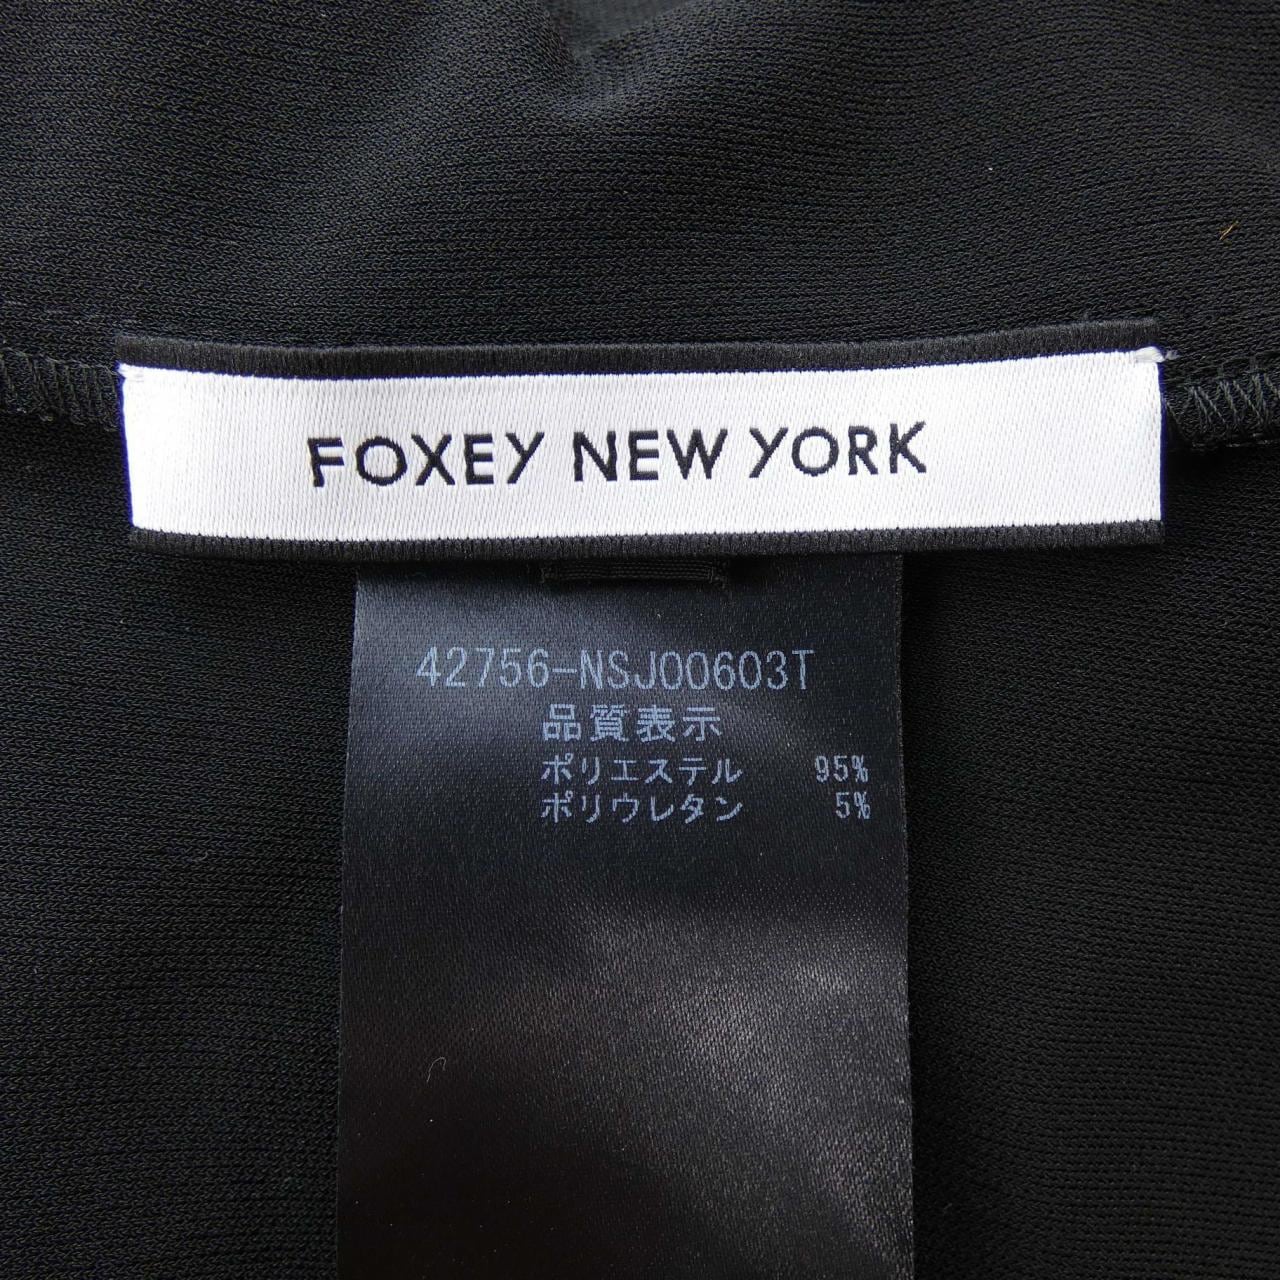 FOXEY NEW YORK
42756-NSJ00603T
品質表示
ポリエステル 95%
ポリウレタン 5%